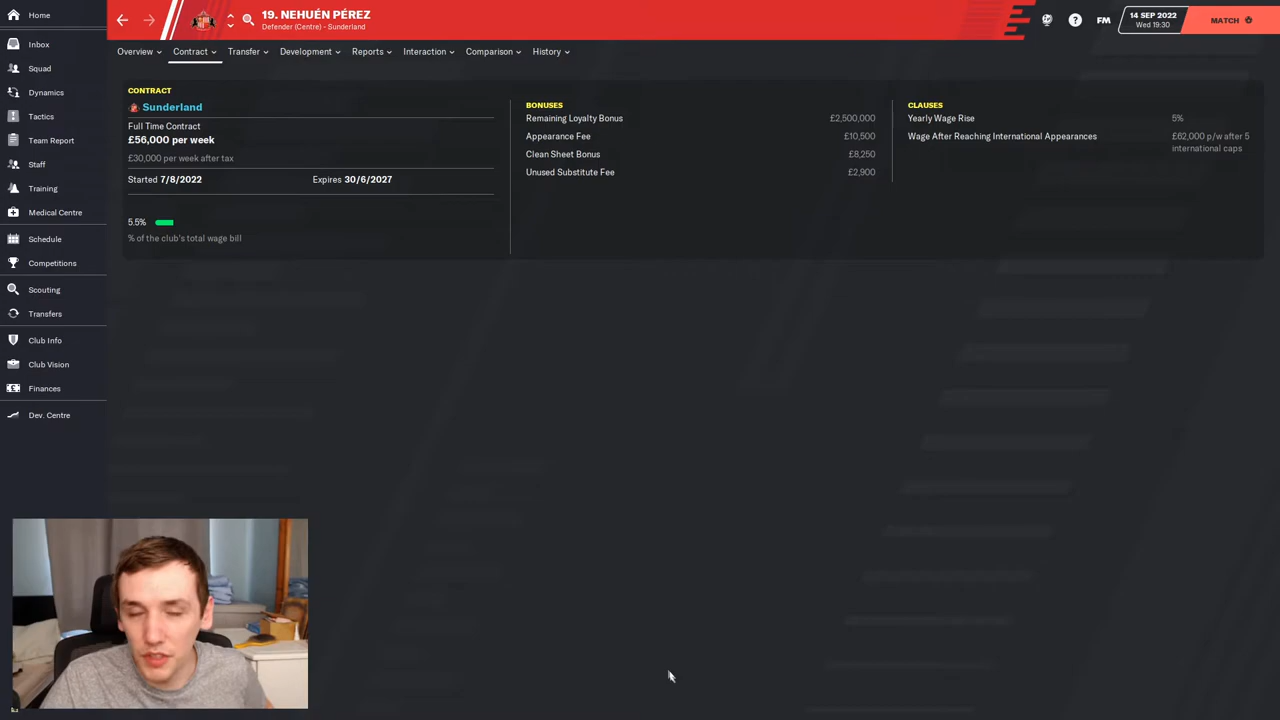 Home
19. NEHUÉN PÉREZ
Defender (Centre) - Sunderland
FM
14 SEP 2022
Wed 19:30
MATCH
Inbox
Squad
Dynamics
Tactics
Team Report
Staff
Training
Medical Centre
Schedule
Competitions
Scouting
Transfers
Club Info
Club Vision
Finances
Dev. Centre
Overview Contract Transfer Development Reports Interaction Comparison History
CONTRACT
Sunderland
Full Time Contract
£56,000 per week
£30,000 per week after tax
Started 7/8/2022 Expires 30/6/2027
5.5%
% of the club's total wage bill
BONUSES
Remaining Loyalty Bonus £2,500,000
Appearance Fee £10,500
Clean Sheet Bonus £8,250
Unused Substitute Fee £2,900
CLAUSES
Yearly Wage Rise 5%
Wage After Reaching International Appearances £62,000 p/w after 5
international caps